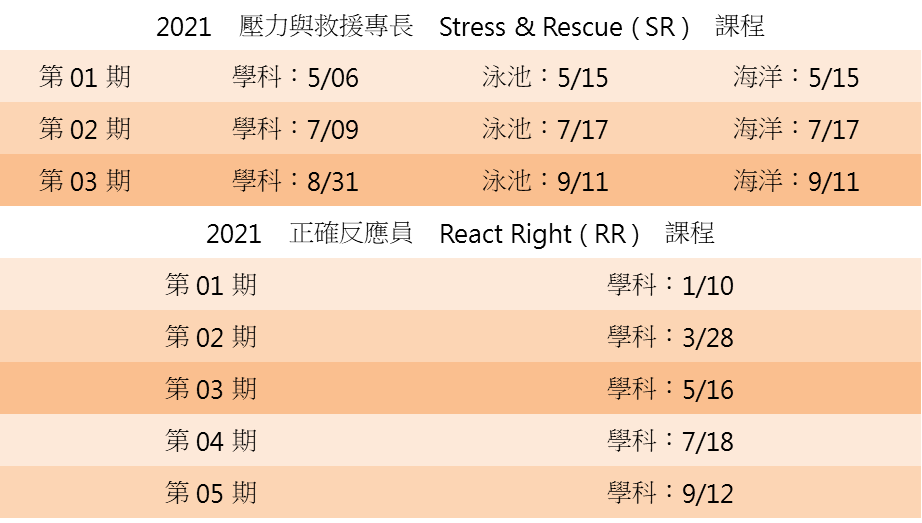 2021 壓力與救援專長 Stress & Rescue ( SR ) 課程
第 01 期 學科：5/06 泳池：5/15 海洋：5/15
第 02 期 學科：7/09 泳池：7/17 海洋：7/17
第 03 期 學科：8/31 泳池：9/11 海洋：9/11
2021 正確反應員 React Right ( RR ) 課程
第 01 期 學科：1/10
第 02 期 學科：3/28
第 03 期 學科：5/16
第 04 期 學科：7/18
第 05 期 學科：9/12